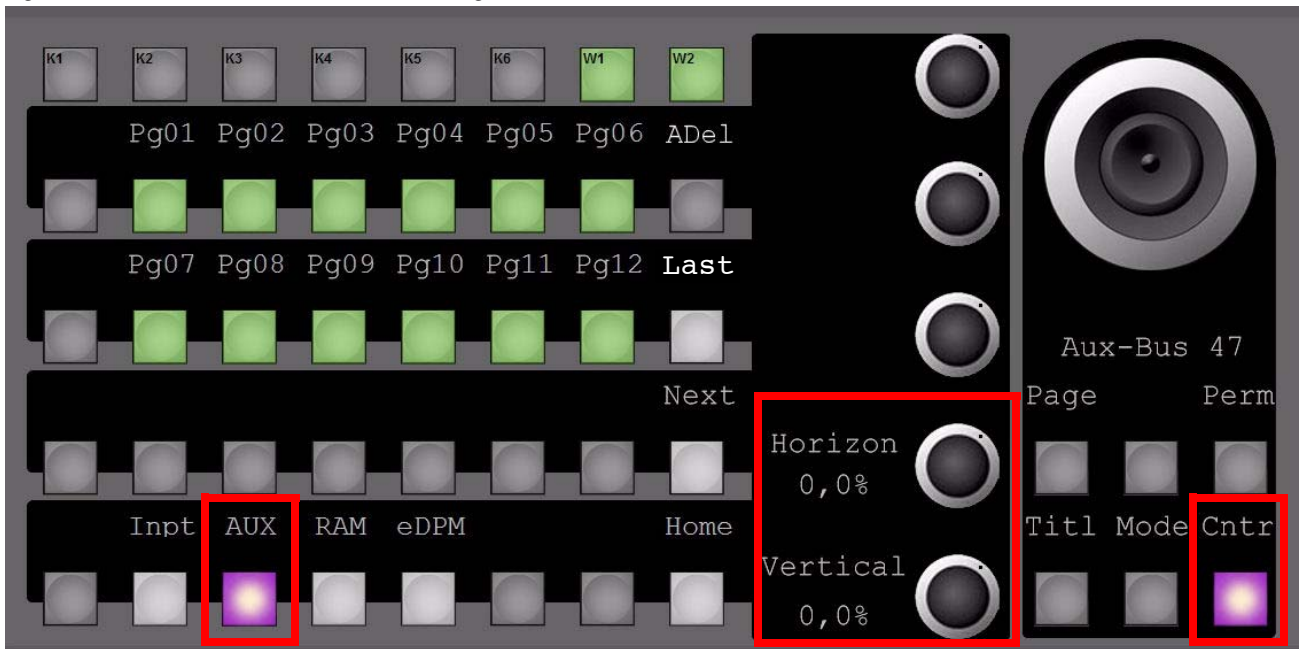 K1 K2 K3 K4 K5 K6 W1 W2
Pg01 Pg02 Pg03 Pg04 Pg05 Pg06 ADel
Pg07 Pg08 Pg09 Pg10 Pg11 Pg12 Last
Aux-Bus 47
Next
Page Perm
Horizon
0,0%
Inpt AUX RAM eDPM Home
Titl Mode Cntr
Vertical
0,0%